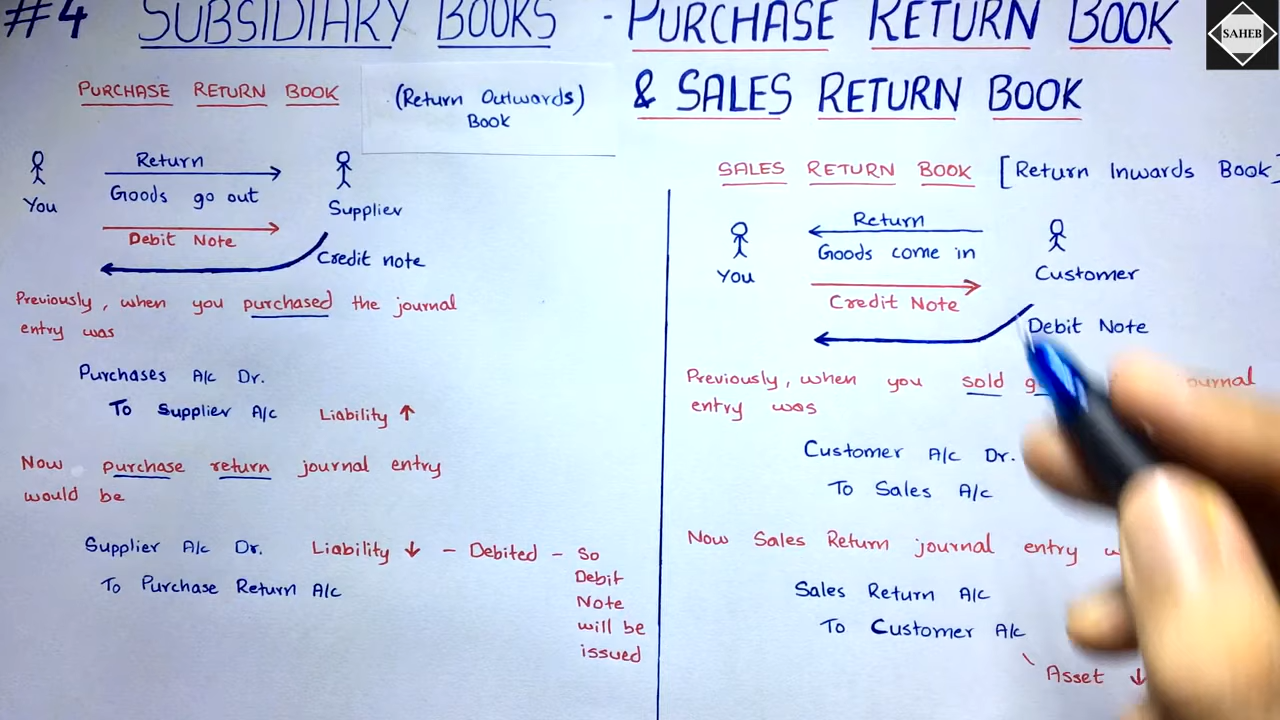 #4 SUBSIDIARY BOOKS - PURCHASE RETURN BOOK
& SALES RETURN BOOK
SAHEB
PURCHASE RETURN BOOK
(Return Outwards)
Book
Return
You
Goods go out
Supplier
Debit Note
Credit note
Previously, when you purchased the journal
entry was
Purchases A/c Dr.
To Supplier A/c Liability ↑
Now purchase return journal entry
would be
Supplier A/c Dr. Liability ↓ - Debited - So
Debit
Note
will be
issued
To Purchase Return A/c
SALES RETURN BOOK [Return Inwards Book]
Return
You
Goods come in
Customer
Credit Note
Debit Note
Previously, when you sold
entry was
Customer A/c Dr.
To Sales A/c
Now Sales Return journal entry
Sales Return A/c
To Customer A/c
Asset ↓